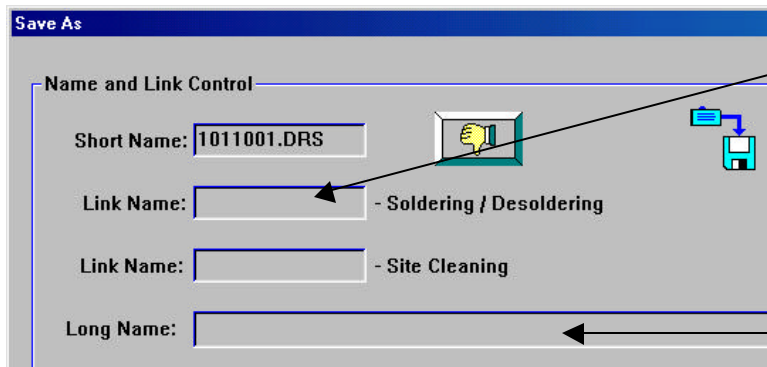 Save As
Name and Link Control
Short Name: 1011001.DRS
Link Name: - Soldering / Desoldering
Link Name: - Site Cleaning
Long Name: